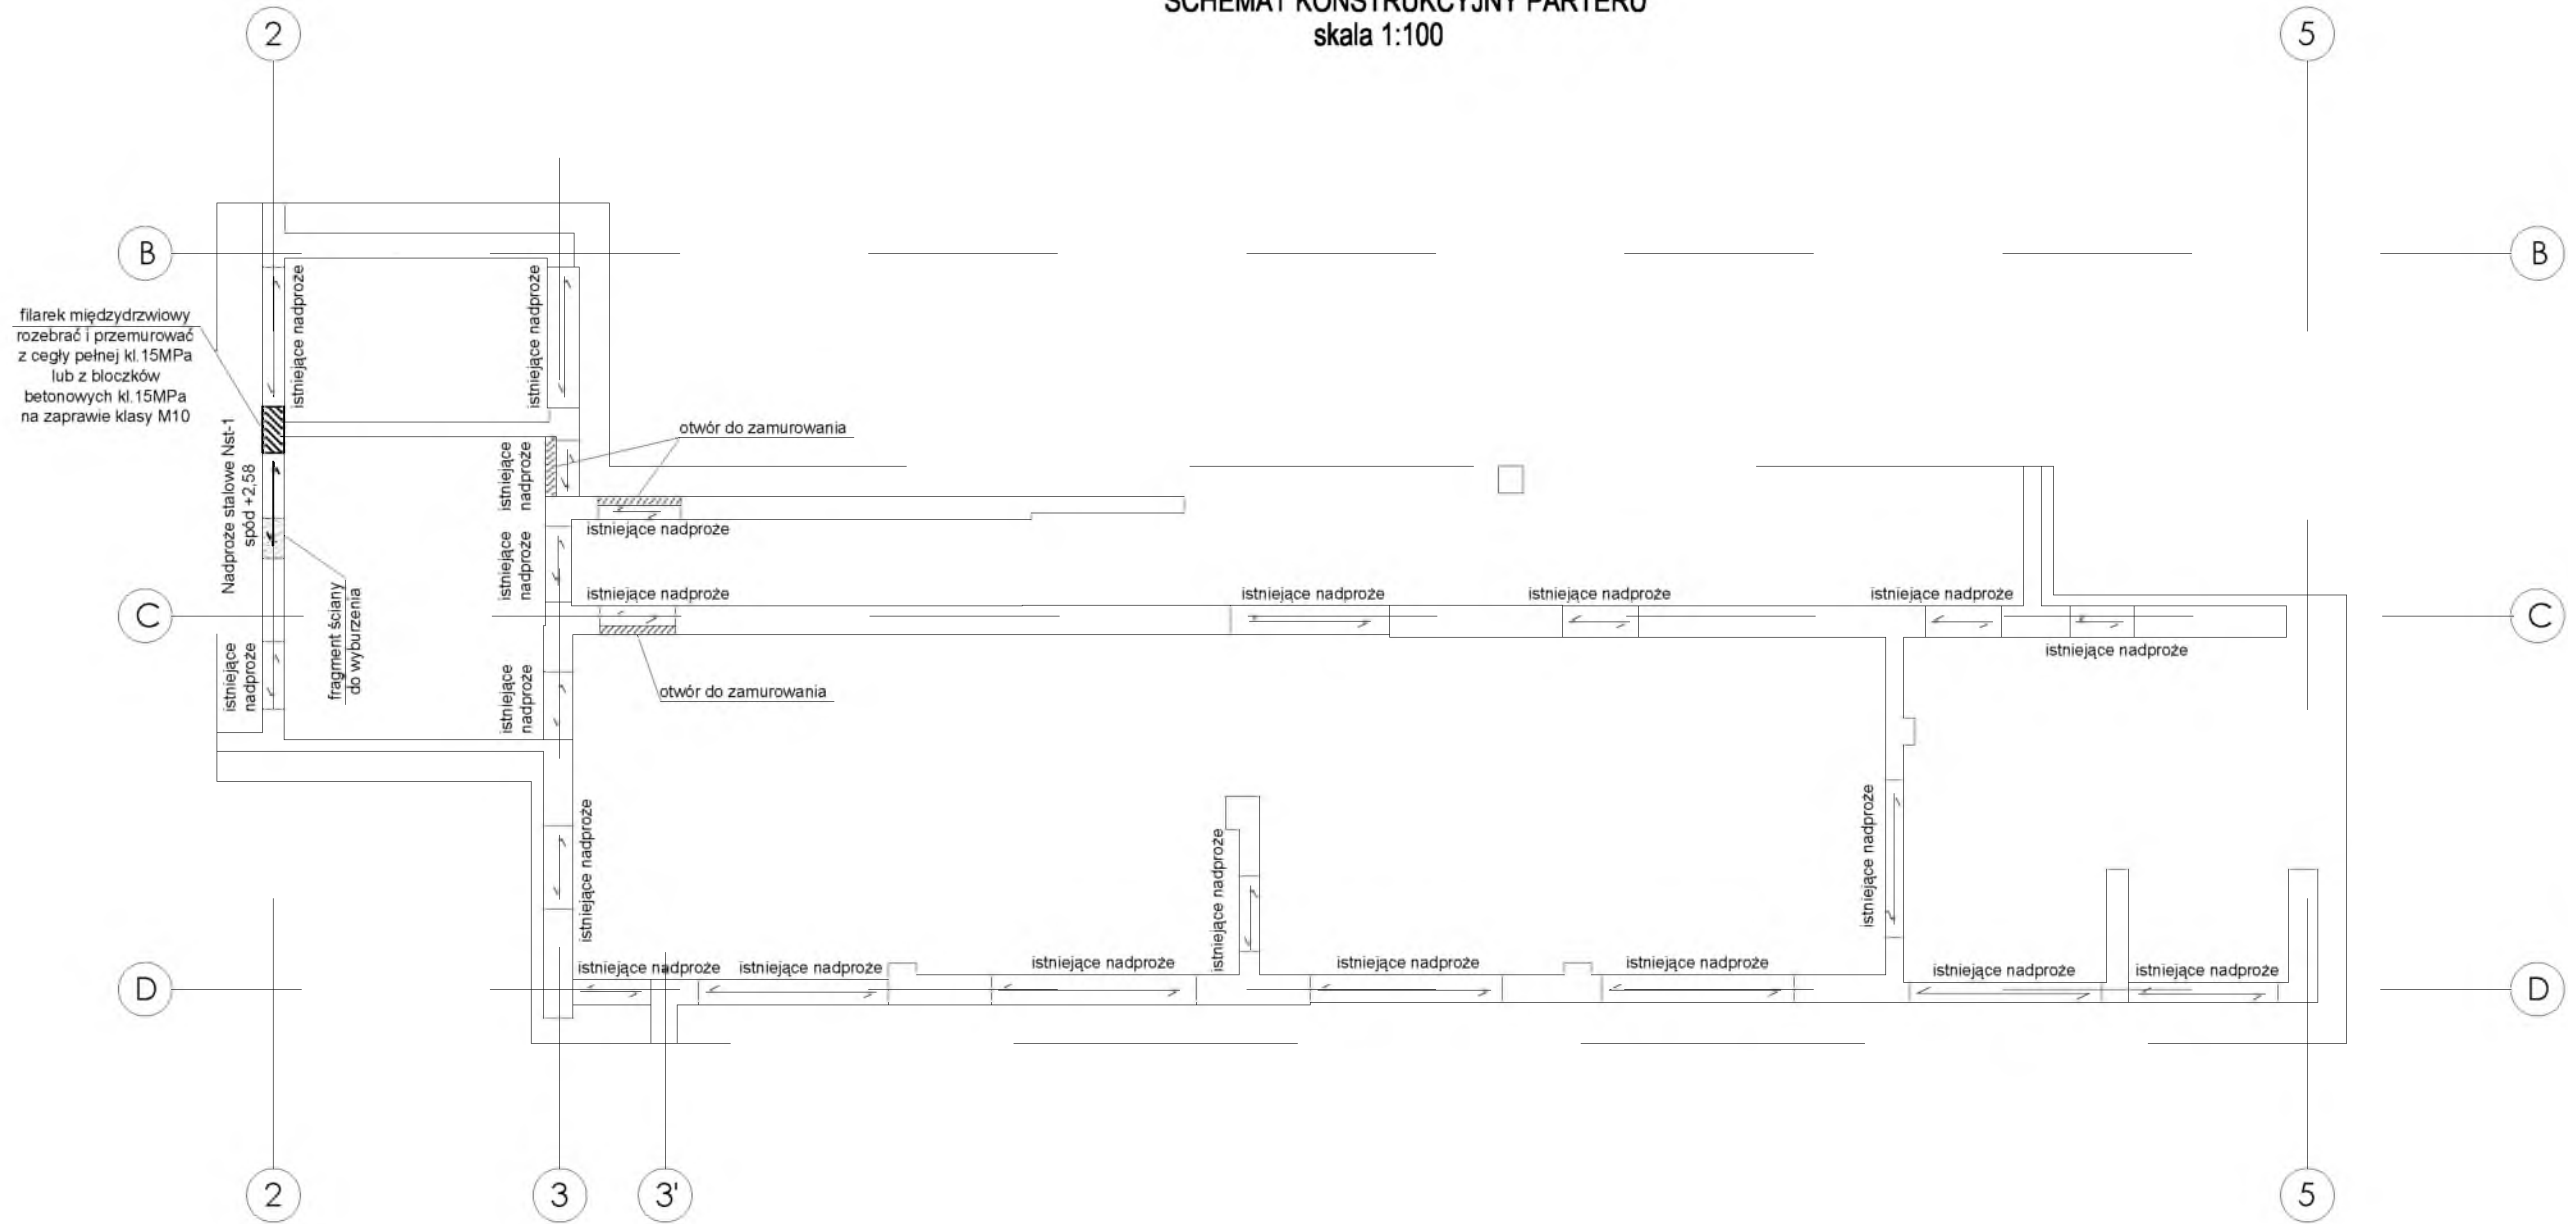 SCHEMAT KONSTRUKCYJNY PARTERU
skala 1:100
2
5
B
B
istniejące nadproże
istniejące nadproże
filarek międzydrzwiowy
rozebrać i przemurować
z cegły pełnej kl.15MPa
lub z bloczków
betonowych kl.15MPa
na zaprawie klasy M10
Nadproże stalowe Nst-1
spód +2,58
otwór do zamurowania
istniejące
nadproże
istniejące nadproże
istniejące
nadproże
istniejące nadproże
istniejące nadproże
istniejące nadproże
istniejące nadproże
C
C
fragment ściany
do wyburzenia
istniejące
nadproże
istniejące
nadproże
istniejące nadproże
otwór do zamurowania
istniejące nadproże
istniejące nadproże
istniejące nadproże
istniejące nadproże
istniejące nadproże
istniejące nadproże
istniejące nadproże
istniejące nadproże
istniejące nadproże
istniejące nadproże
D
D
2
3
3'
5